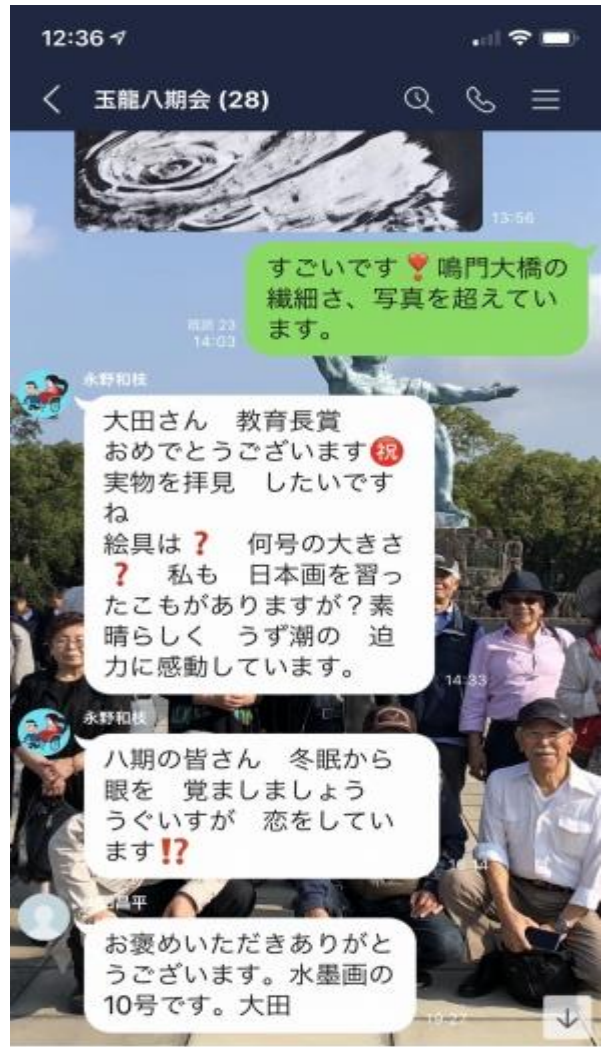 12:36
玉龍八期会 (28)
13:56
すごいです❣鳴門大橋の
繊細さ、写真を超えてい
ます。
既読 23
14:03
永野和枝
大田さん　教育長賞
おめでとうございます㊗
実物を拝見　したいです
ね
絵具は❓　何号の大きさ
❓　私も　日本画を習っ
たこもがありますが？素
晴らしく　うず潮の　迫
力に感動しています。
14:33
永野和枝
八期の皆さん　冬眠から
眼を　覚ましましょう
うぐいすが　恋をしてい
ます⁉
昌平
お褒めいただきありがと
うございます。水墨画の
10号です。大田
19:27